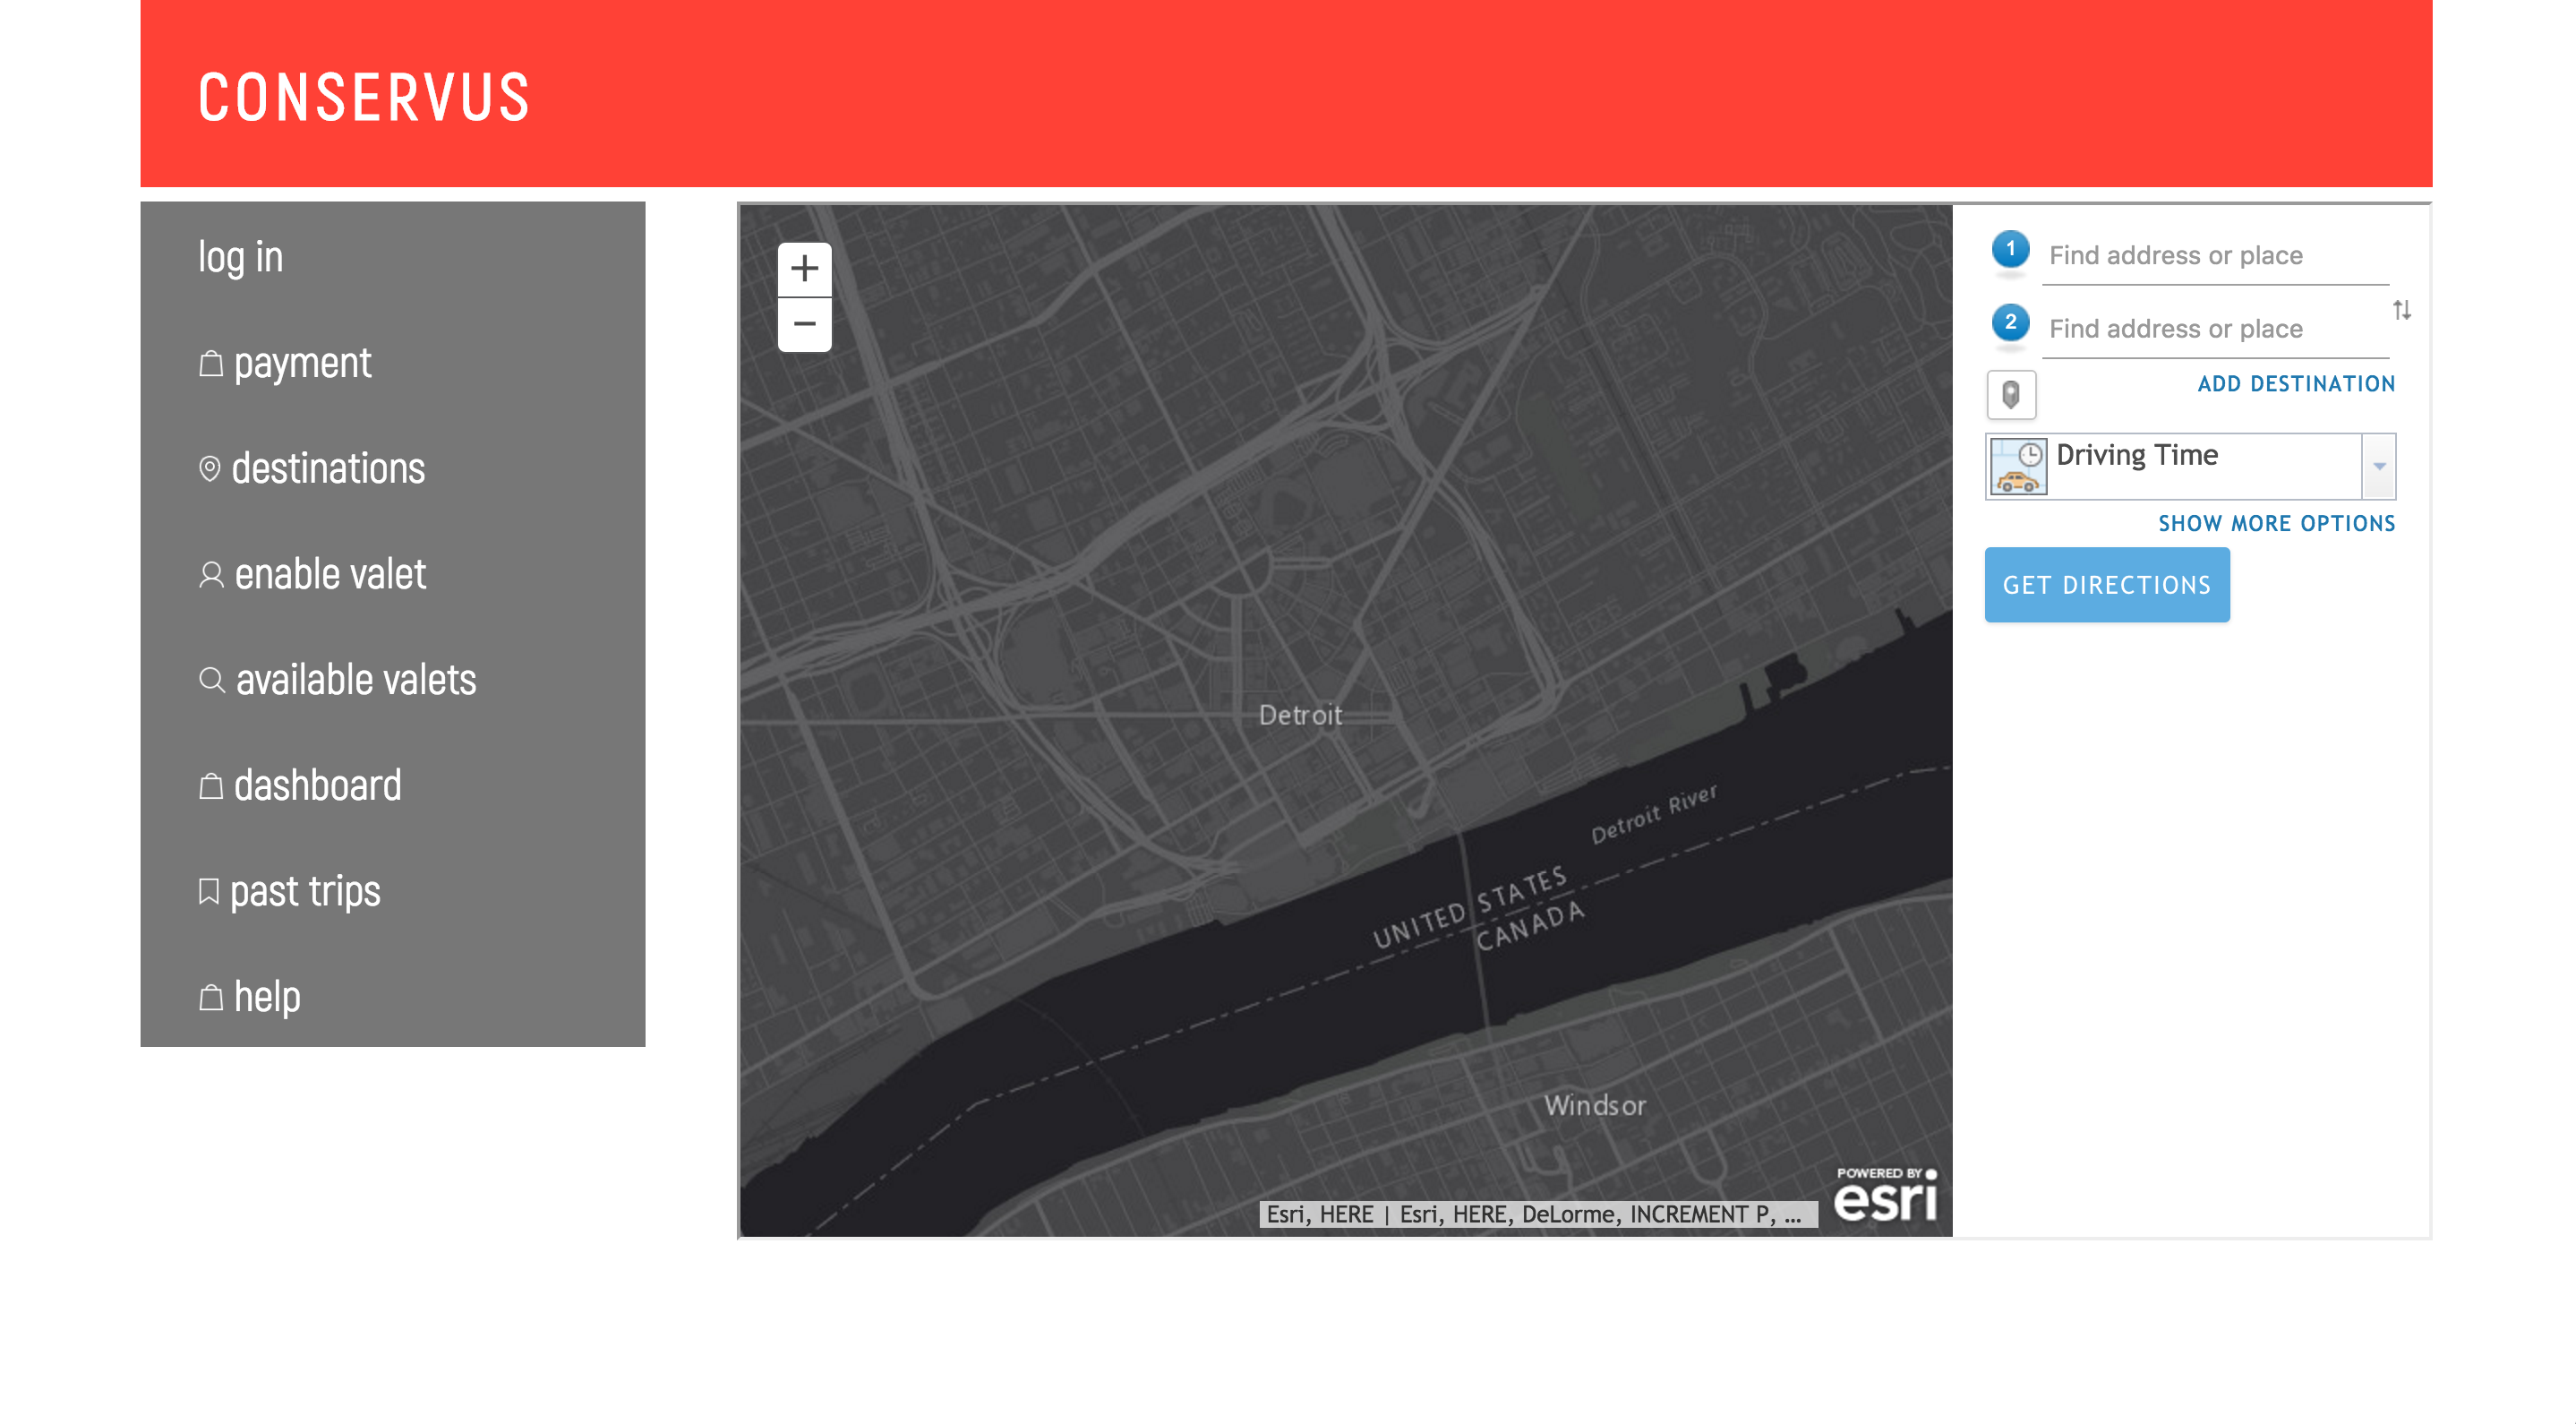 CONSERVUS
log in
payment
destinations
enable valet
available valets
dashboard
past trips
help
+
−
Detroit
Detroit River
UNITED STATES
CANADA
Windsor
POWERED BY
esri
Esri, HERE | Esri, HERE, DeLorme, INCREMENT P, ...
1 Find address or place
2 Find address or place
ADD DESTINATION
Driving Time
SHOW MORE OPTIONS
GET DIRECTIONS